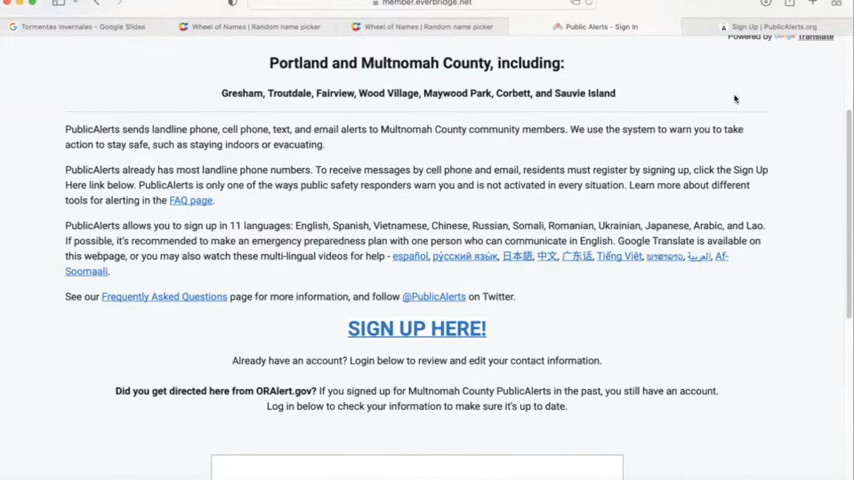 member.everbridge.net
Tormentas invernales - Google Slides
Wheel of Names | Random name picker
Wheel of Names | Random name picker
Public Alerts - Sign In
Sign Up | PublicAlerts.org
Powered by Google Translate
Portland and Multnomah County, including:
Gresham, Troutdale, Fairview, Wood Village, Maywood Park, Corbett, and Sauvie Island
PublicAlerts sends landline phone, cell phone, text, and email alerts to Multnomah County community members. We use the system to warn you to take
action to stay safe, such as staying indoors or evacuating.
PublicAlerts already has most landline phone numbers. To receive messages by cell phone and email, residents must register by signing up, click the Sign Up
Here link below. PublicAlerts is only one of the ways public safety responders warn you and is not activated in every situation. Learn more about different
tools for alerting in the FAQ page.
PublicAlerts allows you to sign up in 11 languages: English, Spanish, Vietnamese, Chinese, Russian, Somali, Romanian, Ukrainian, Japanese, Arabic, and Lao.
If possible, it's recommended to make an emergency preparedness plan with one person who can communicate in English. Google Translate is available on
this webpage, or you may also watch these multi-lingual videos for help - español, ру́сский язы́к, 日本語, 中文, 广东话, Tiếng Việt, ພາສາລາວ, العربية, Af-
Soomaali.
See our Frequently Asked Questions page for more information, and follow @PublicAlerts on Twitter.
SIGN UP HERE!
Already have an account? Login below to review and edit your contact information.
Did you get directed here from ORAlert.gov? If you signed up for Multnomah County PublicAlerts in the past, you still have an account.
Log in below to check your information to make sure it's up to date.